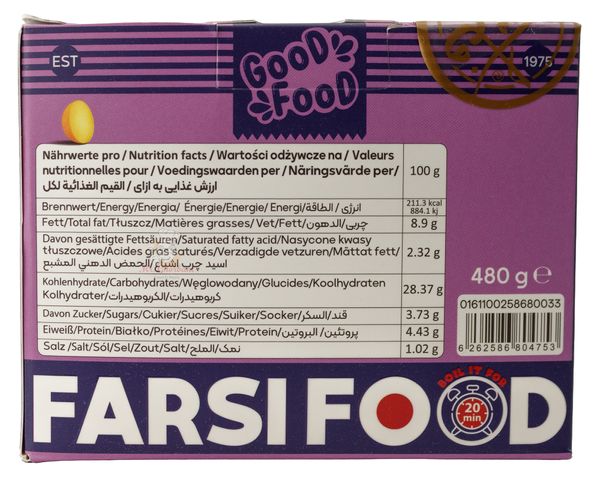 GOOD
FOOD
EST
1975
Nährwerte pro / Nutrition facts / Wartości odżywcze na / Valeurs
nutritionnelles pour / Voedingswaarden per / Näringsvärde per/
ارزش غذایی به ازای / القيم الغذائية لكل
100 g
Brennwert/Energy/Energia/ Énergie/Energie/ Energi/انرژی / الطاقة
211.3 kcal
884.1 kj
Fett/Total fat/Tłuszcz/Matières grasses/ Vet/Fett/چربی/الدهون
8.9 g
Davon gesättigte Fettsäuren/Saturated fatty acid/Nasycone kwasy
tłuszczowe/Acides gras saturés/Verzadigde vetzuren/Mättat fett/
اسید چرب اشباع/الحمض الدهني المشبع
2.32 g
Kohlenhydrate/Carbohydrates/Węglowodany/Glucides/Koolhydraten
Kolhydrater/کربوهیدرات/الكربوهيدرات
28.37 g
Davon Zucker/Sugars/Cukier/Sucres/Suiker/Socker/قند/السكر
3.73 g
Eiweiß/Protein/Białko/Protéines/Eiwit/Protein/پروتئین/ البروتين
4.43 g
Salz /Salt/Sól/Sel/Zout/Salt/نمک/الملح
1.02 g
480 g e
0161100258680033
6 262586 804753
BOIL IT FOR
20
min
FARSIFOOD